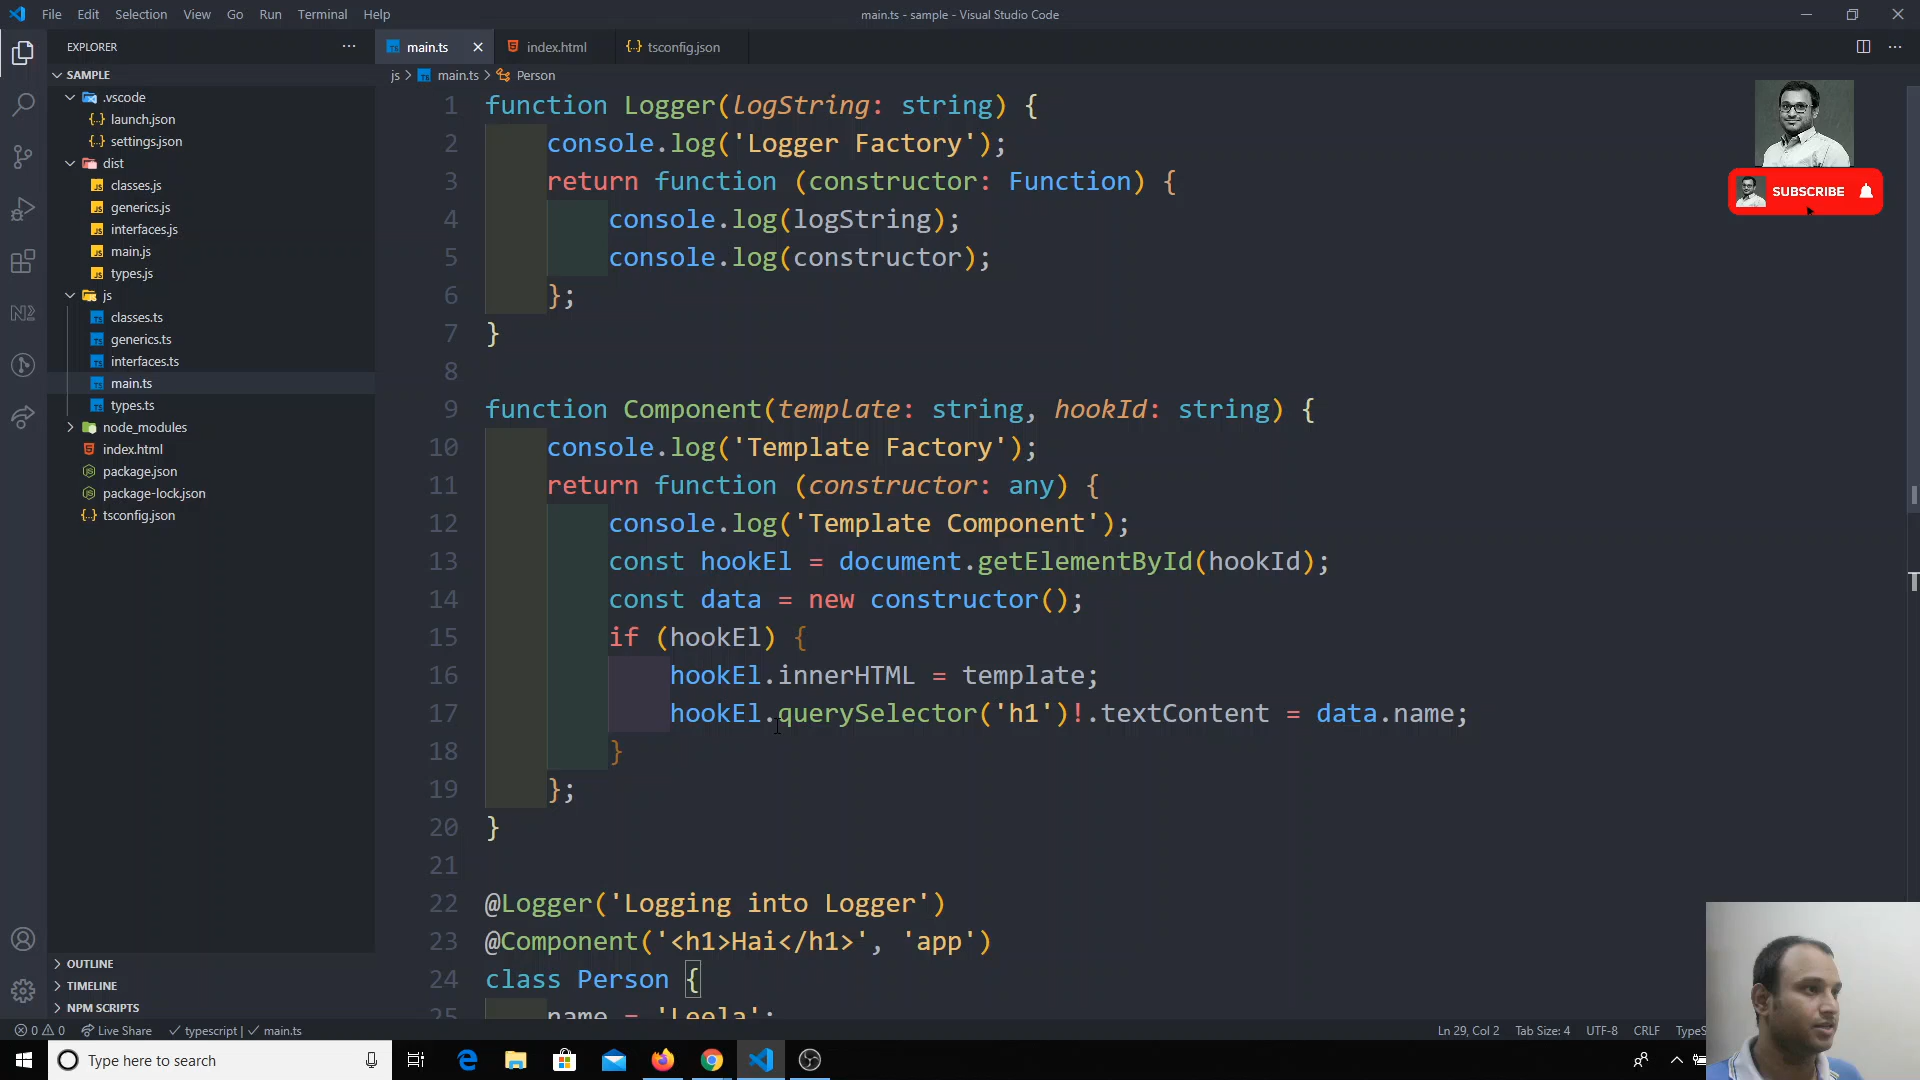 File Edit Selection View Go Run Terminal Help
main.ts - sample - Visual Studio Code
EXPLORER
main.ts
index.html
tsconfig.json
SAMPLE
js > main.ts > Person
.vscode
launch.json
settings.json
dist
classes.js
generics.js
interfaces.js
main.js
types.js
js
classes.ts
generics.ts
interfaces.ts
main.ts
types.ts
node_modules
index.html
package.json
package-lock.json
tsconfig.json
OUTLINE
TIMELINE
NPM SCRIPTS
1 function Logger(logString: string) {
2 console.log('Logger Factory');
3 return function (constructor: Function) {
4 console.log(logString);
5 console.log(constructor);
6 };
7 }
8
9 function Component(template: string, hookId: string) {
10 console.log('Template Factory');
11 return function (constructor: any) {
12 console.log('Template Component');
13 const hookEl = document.getElementById(hookId);
14 const data = new constructor();
15 if (hookEl) {
16 hookEl.innerHTML = template;
17 hookEl.querySelector('h1')!.textContent = data.name;
18 }
19 };
20 }
21
22 @Logger('Logging into Logger')
23 @Component('<h1>Hai</h1>', 'app')
24 class Person {
25 name = 'Leela';
SUBSCRIBE
0 0 Live Share typescript | main.ts
Ln 29, Col 2 Tab Size: 4 UTF-8 CRLF TypeS
Type here to search